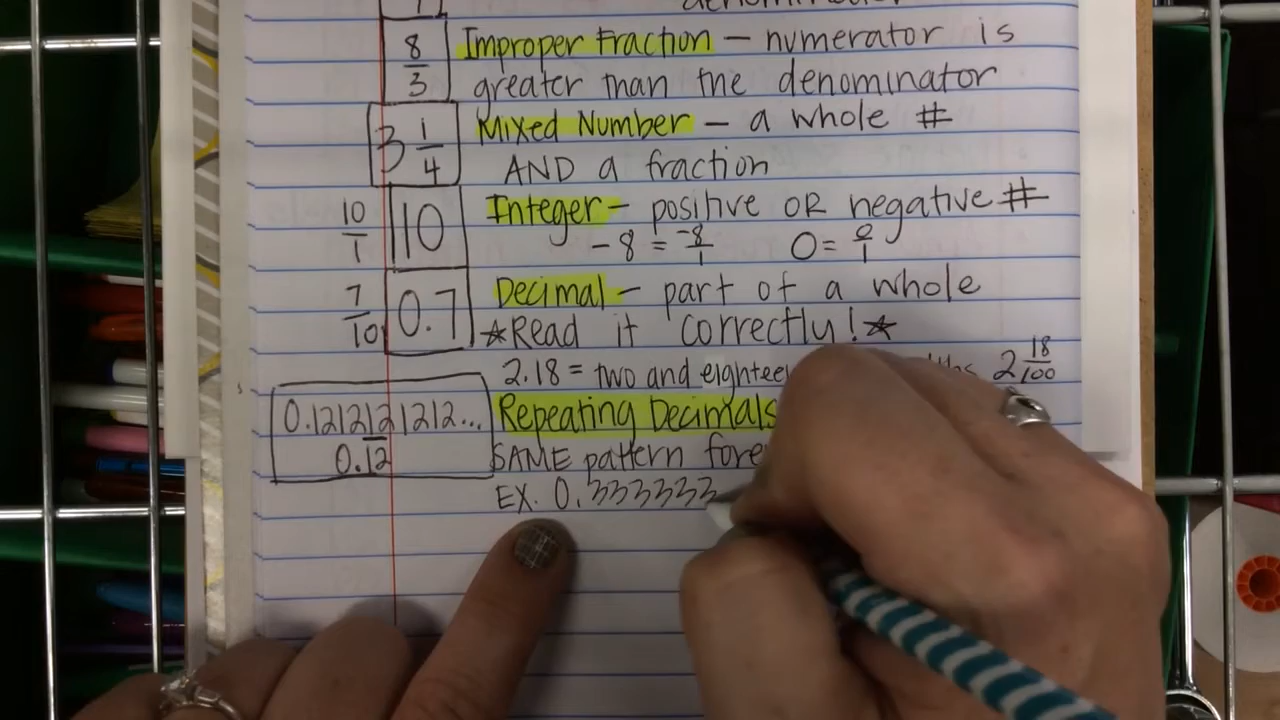 8/3 Improper Fraction – numerator is
greater than the denominator
3 1/4 Mixed Number – a whole #
AND a fraction
10/1 10 Integer – positive OR negative #
-8 = -8/1 0 = 0/1
7/10 0.7 Decimal – part of a whole
☆Read it correctly!☆
2.18 = two and 2 18/100
0.1212121212... Repeating Decimals
0.12̅ SAME pattern
EX. 0.333333